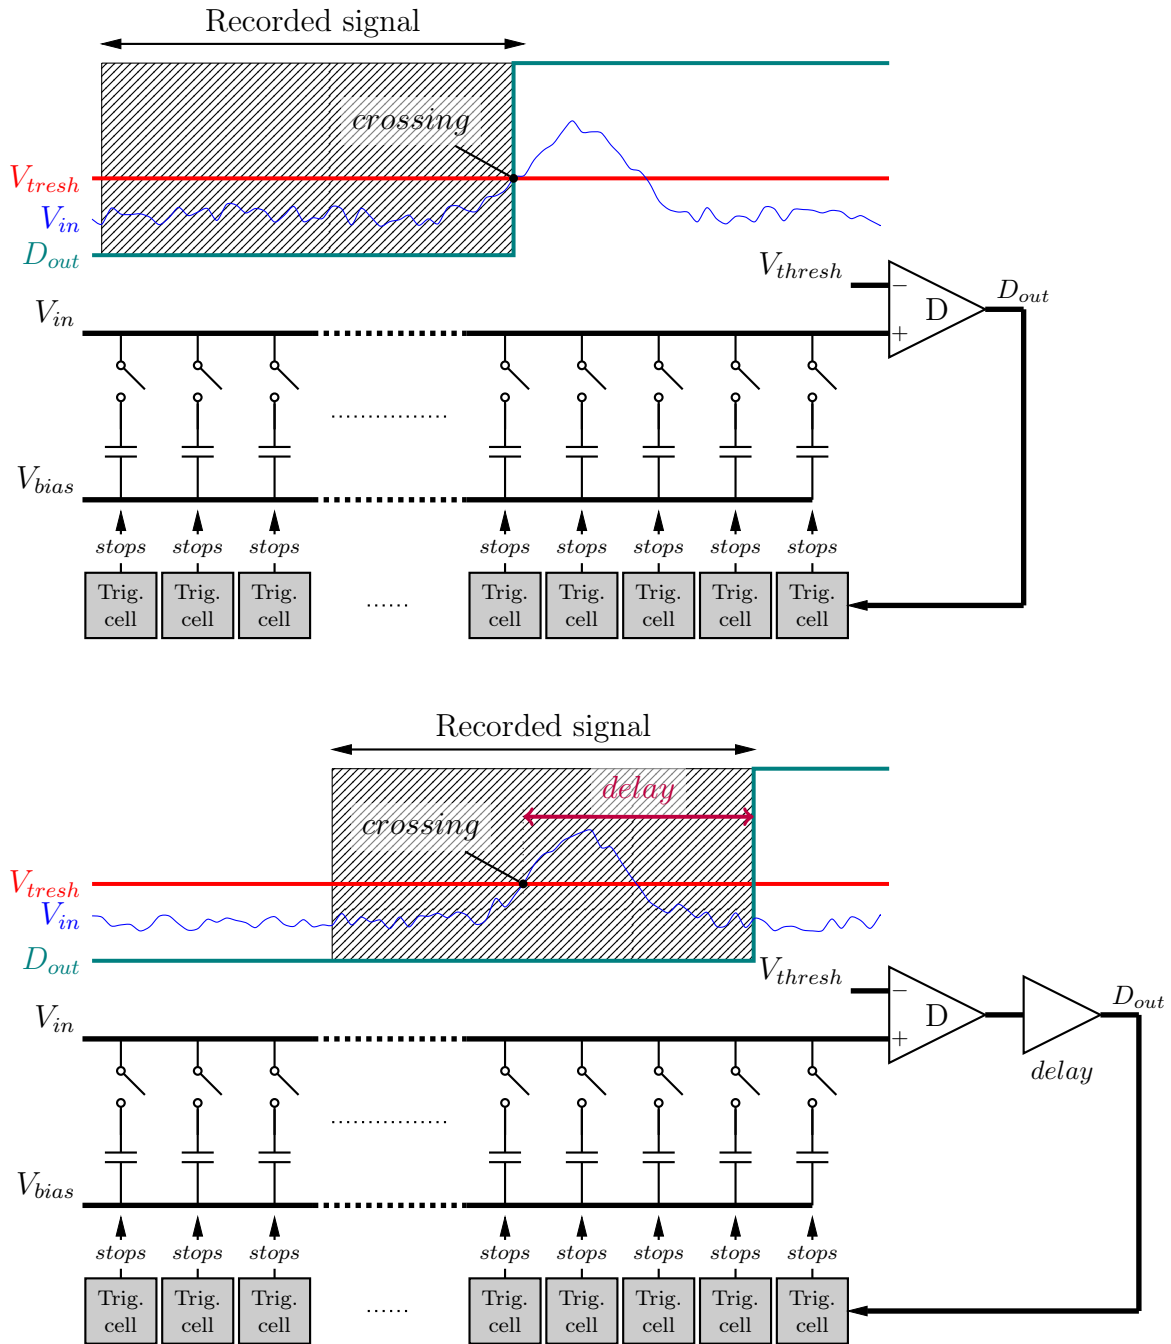 Recorded signal
crossing
V_tresh
V_in
D_out
V_thresh
−
D
+
D_out
V_in
V_bias
stops stops stops stops stops stops stops stops
Trig. Trig. Trig. Trig. Trig. Trig. Trig. Trig.
cell cell cell cell cell cell cell cell
Recorded signal
delay
crossing
V_tresh
V_in
D_out
V_thresh
−
D
+
D_out
delay
V_in
V_bias
stops stops stops stops stops stops stops stops
Trig. Trig. Trig. Trig. Trig. Trig. Trig. Trig.
cell cell cell cell cell cell cell cell